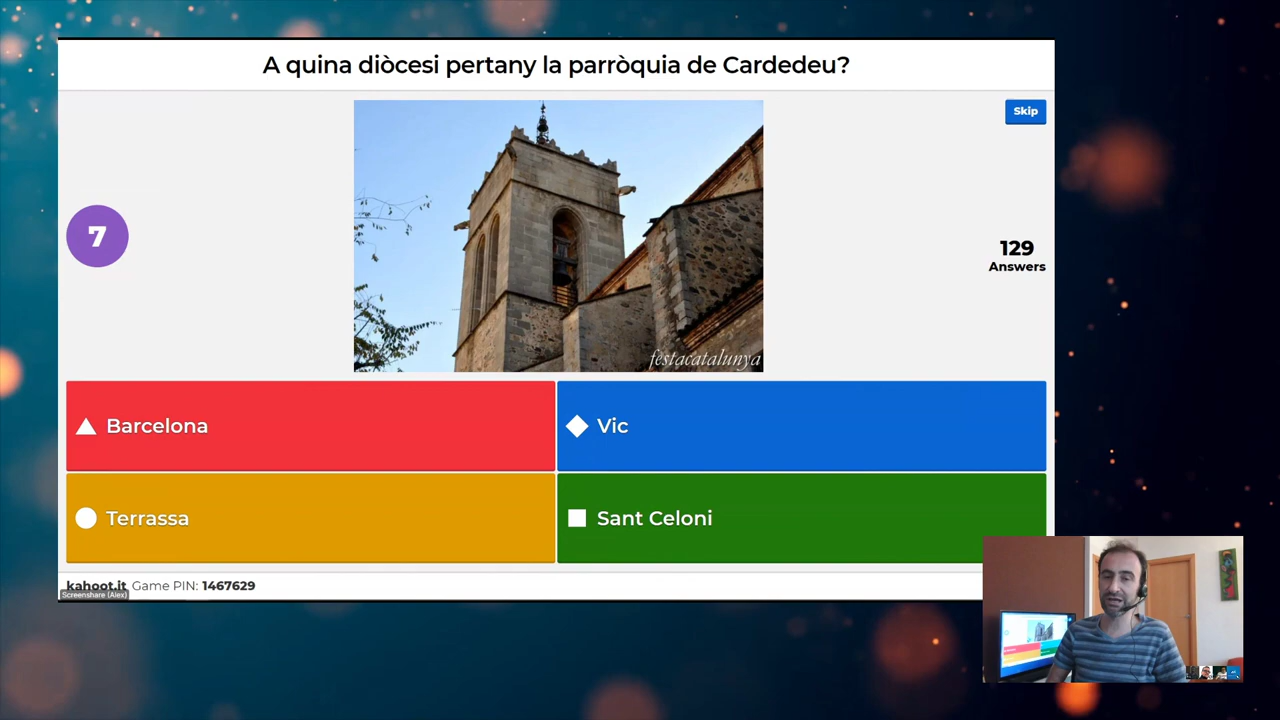 A quina diòcesi pertany la parròquia de Cardedeu?
Skip
7
129
Answers
festacatalunya
Barcelona
Vic
Terrassa
Sant Celoni
kahoot.it Game PIN: 1467629
Screenshare (Alex)